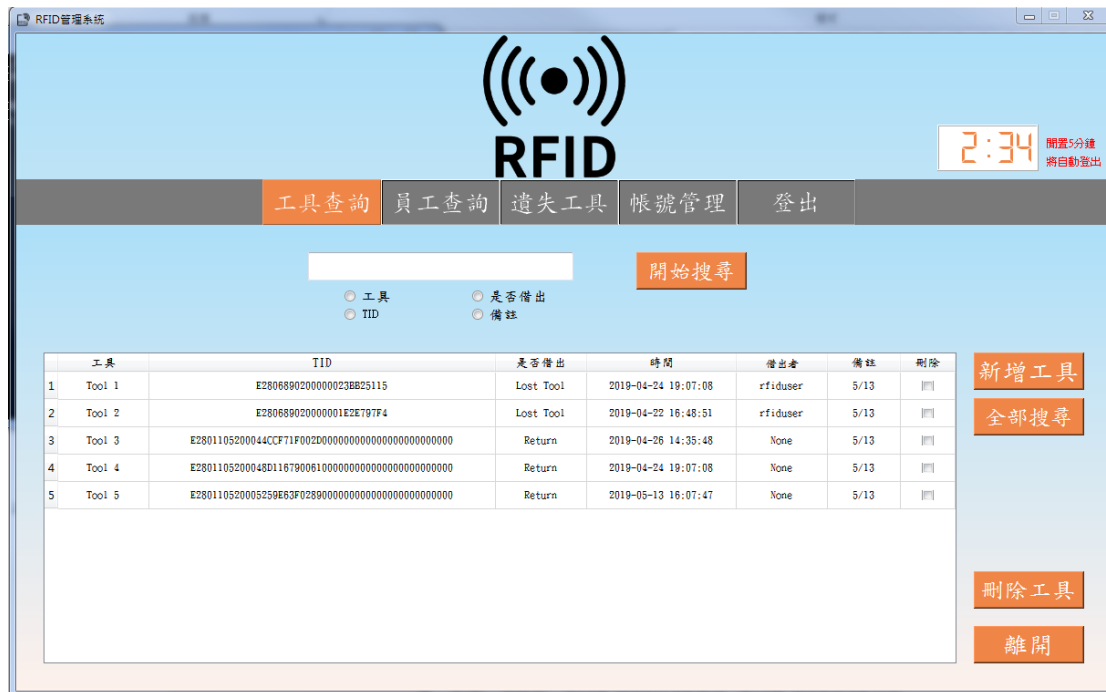 RFID管理系統
RFID
2:34
閒置5分鐘
將自動登出
工具查詢 員工查詢 遺失工具 帳號管理 登出
開始搜尋
工具 是否借出
TID 備註
工具 TID 是否借出 時間 借出者 備註 刪除
1 Tool 1 E2806890200000023BB25115 Lost Tool 2019-04-24 19:07:08 rfiduser 5/13
2 Tool 2 E280689020000001E2E797F4 Lost Tool 2019-04-22 16:48:51 rfiduser 5/13
3 Tool 3 E2801105200044CCF71F002D000000000000000000000000 Return 2019-04-26 14:35:48 None 5/13
4 Tool 4 E2801105200048D116790061000000000000000000000000 Return 2019-04-24 19:07:08 None 5/13
5 Tool 5 E280110520005259E63F0289000000000000000000000000 Return 2019-05-13 16:07:47 None 5/13
新增工具
全部搜尋
刪除工具
離開